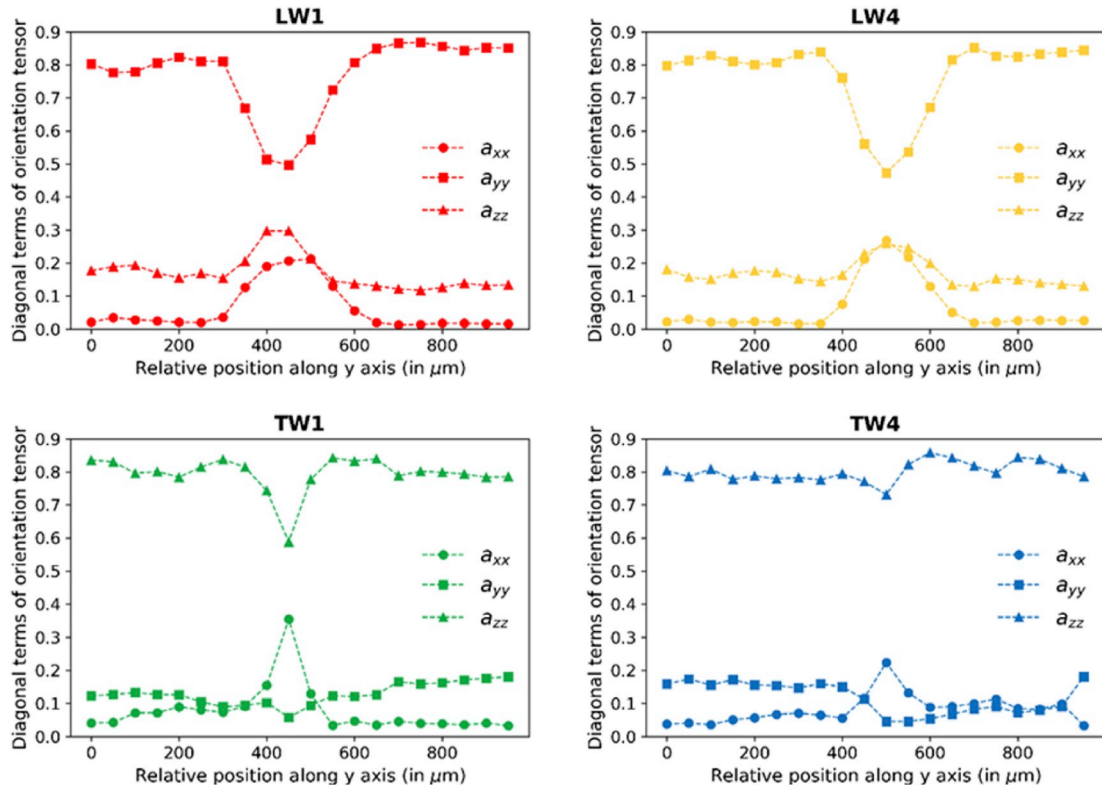 LW1
Diagonal terms of orientation tensor
0.9
0.8
0.7
0.6
0.5
0.4
0.3
0.2
0.1
0.0
a_xx
a_yy
a_zz
0 200 400 600 800
Relative position along y axis (in μm)
LW4
Diagonal terms of orientation tensor
0.9
0.8
0.7
0.6
0.5
0.4
0.3
0.2
0.1
0.0
a_xx
a_yy
a_zz
0 200 400 600 800
Relative position along y axis (in μm)
TW1
Diagonal terms of orientation tensor
0.9
0.8
0.7
0.6
0.5
0.4
0.3
0.2
0.1
0.0
a_xx
a_yy
a_zz
0 200 400 600 800
Relative position along y axis (in μm)
TW4
Diagonal terms of orientation tensor
0.9
0.8
0.7
0.6
0.5
0.4
0.3
0.2
0.1
0.0
a_xx
a_yy
a_zz
0 200 400 600 800
Relative position along y axis (in μm)